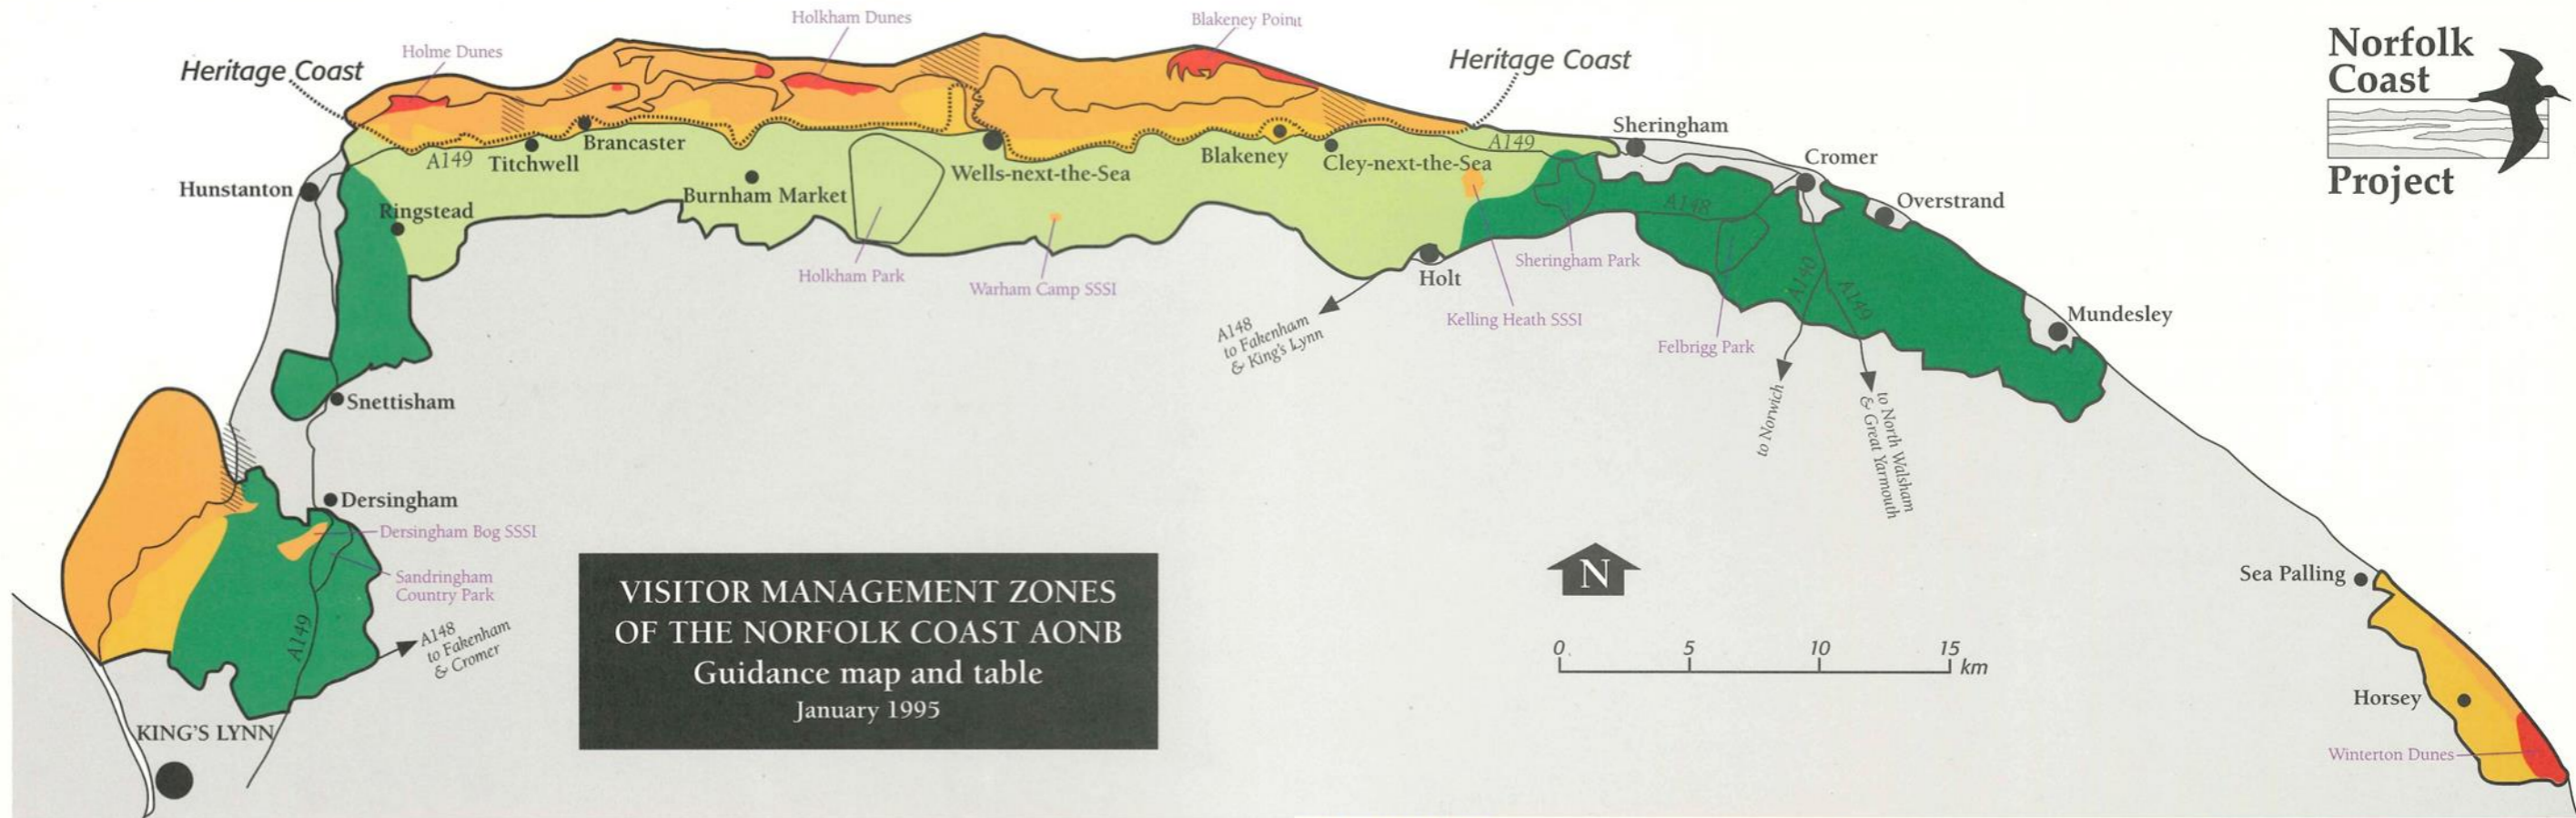 Holkham Dunes
Blakeney Point
Holme Dunes
Heritage Coast
Heritage Coast
Norfolk
Coast
Project
Sheringham
A149
Brancaster
A149
Titchwell
Blakeney
Cley-next-the-Sea
Cromer
Wells-next-the-Sea
Hunstanton
Burnham Market
Ringstead
A148
Overstrand
Holkham Park
Warham Camp SSSI
Holt
Sheringham Park
A140
A149
Kelling Heath SSSI
Felbrigg Park
Mundesley
A148
to Fakenham
& King's Lynn
to Norwich
to North Walsham
& Great Yarmouth
Snettisham
Dersingham
Dersingham Bog SSSI
Sandringham
Country Park
A149
A148
to Fakenham
& Cromer
VISITOR MANAGEMENT ZONES
OF THE NORFOLK COAST AONB
Guidance map and table
January 1995
N
0 5 10 15
km
Sea Palling
Horsey
Winterton Dunes
KING'S LYNN